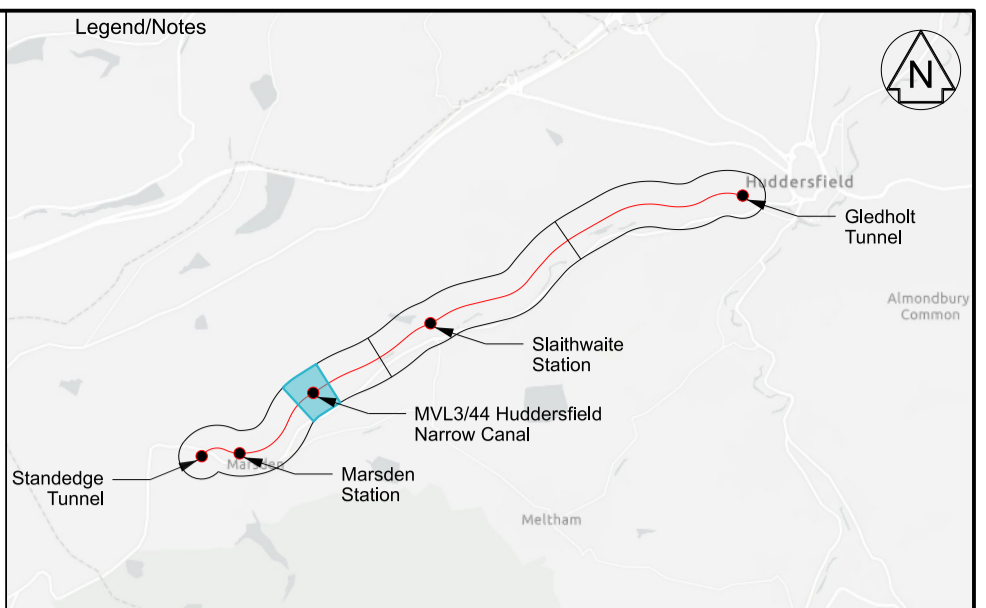 Legend/Notes
N
Huddersfield
Gledholt
Tunnel
Almondbury
Common
Slaithwaite
Station
MVL3/44 Huddersfield
Narrow Canal
Marsden
Standedge
Tunnel
Marsden
Station
Meltham